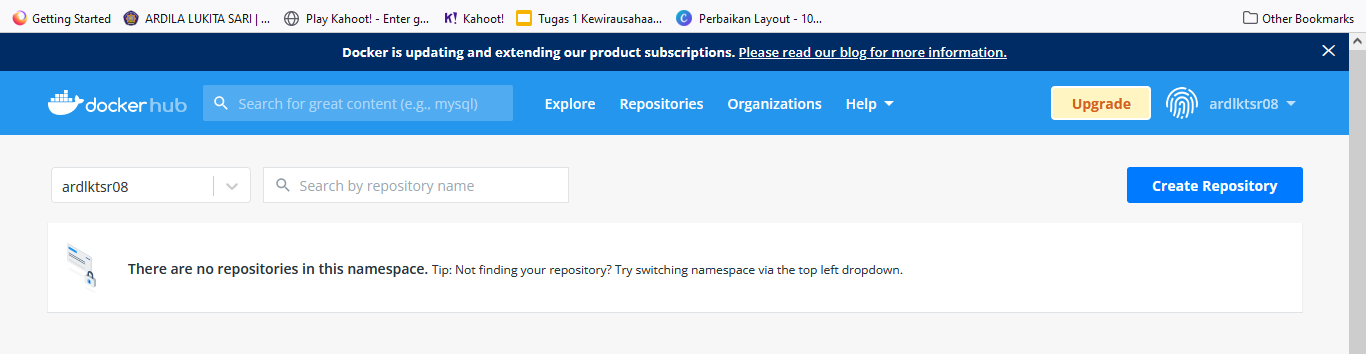 Getting Started ARDILA LUKITA SARI | ... Play Kahoot! - Enter g... K! Kahoot! Tugas 1 Kewirausahaa... C Perbaikan Layout - 10... Other Bookmarks
Docker is updating and extending our product subscriptions. Please read our blog for more information.
dockerhub Search for great content (e.g., mysql) Explore Repositories Organizations Help Upgrade ardlktsr08
ardlktsr08 Search by repository name Create Repository
There are no repositories in this namespace. Tip: Not finding your repository? Try switching namespace via the top left dropdown.